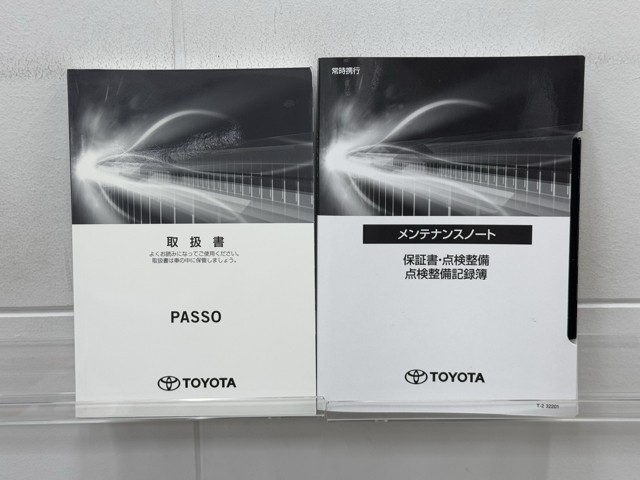 取扱書
よくお読みになってご使用ください。
取扱書は車の中に保管しましょう。
PASSO
TOYOTA
常時携行
メンテナンスノート
保証書・点検整備
点検整備記録簿
TOYOTA